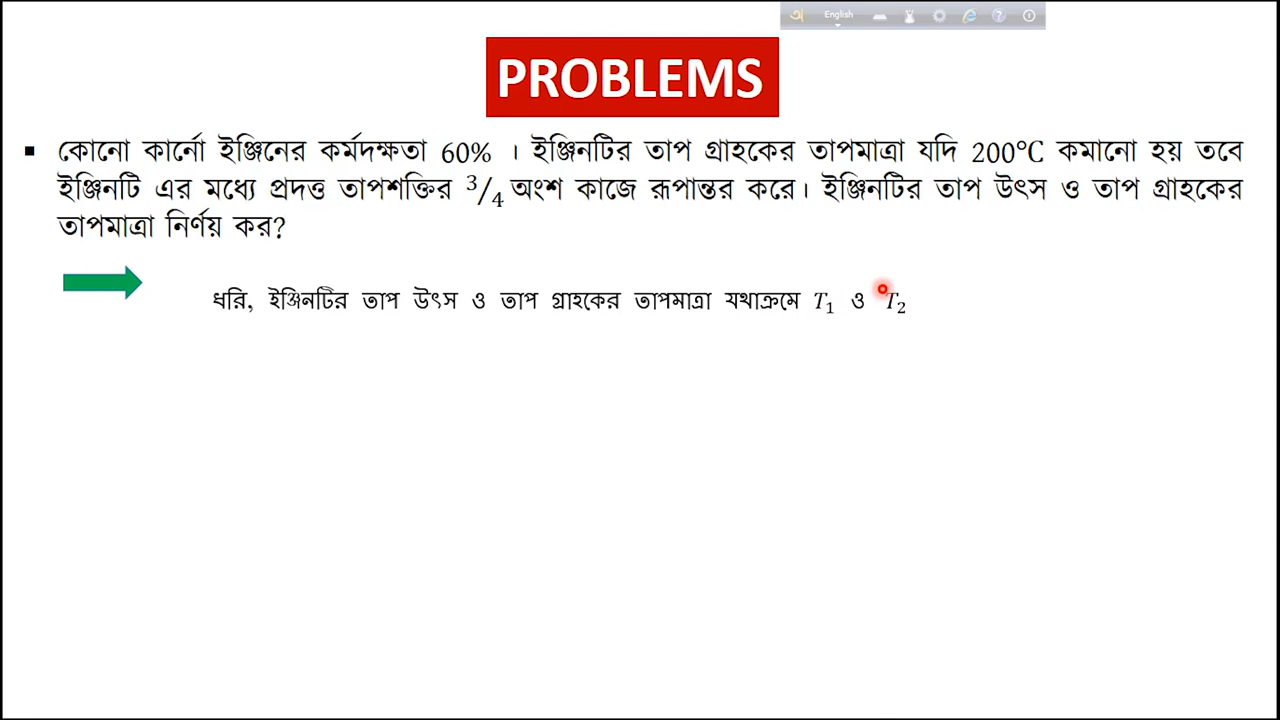 অ English
PROBLEMS
▪ কোনো কার্নো ইঞ্জিনের কর্মদক্ষতা 60% । ইঞ্জিনটির তাপ গ্রাহকের তাপমাত্রা যদি 200°C কমানো হয় তবে
ইঞ্জিনটি এর মধ্যে প্রদত্ত তাপশক্তির 3/4 অংশ কাজে রূপান্তর করে। ইঞ্জিনটির তাপ উৎস ও তাপ গ্রাহকের
তাপমাত্রা নির্ণয় কর?
ধরি, ইঞ্জিনটির তাপ উৎস ও তাপ গ্রাহকের তাপমাত্রা যথাক্রমে T₁ ও T₂